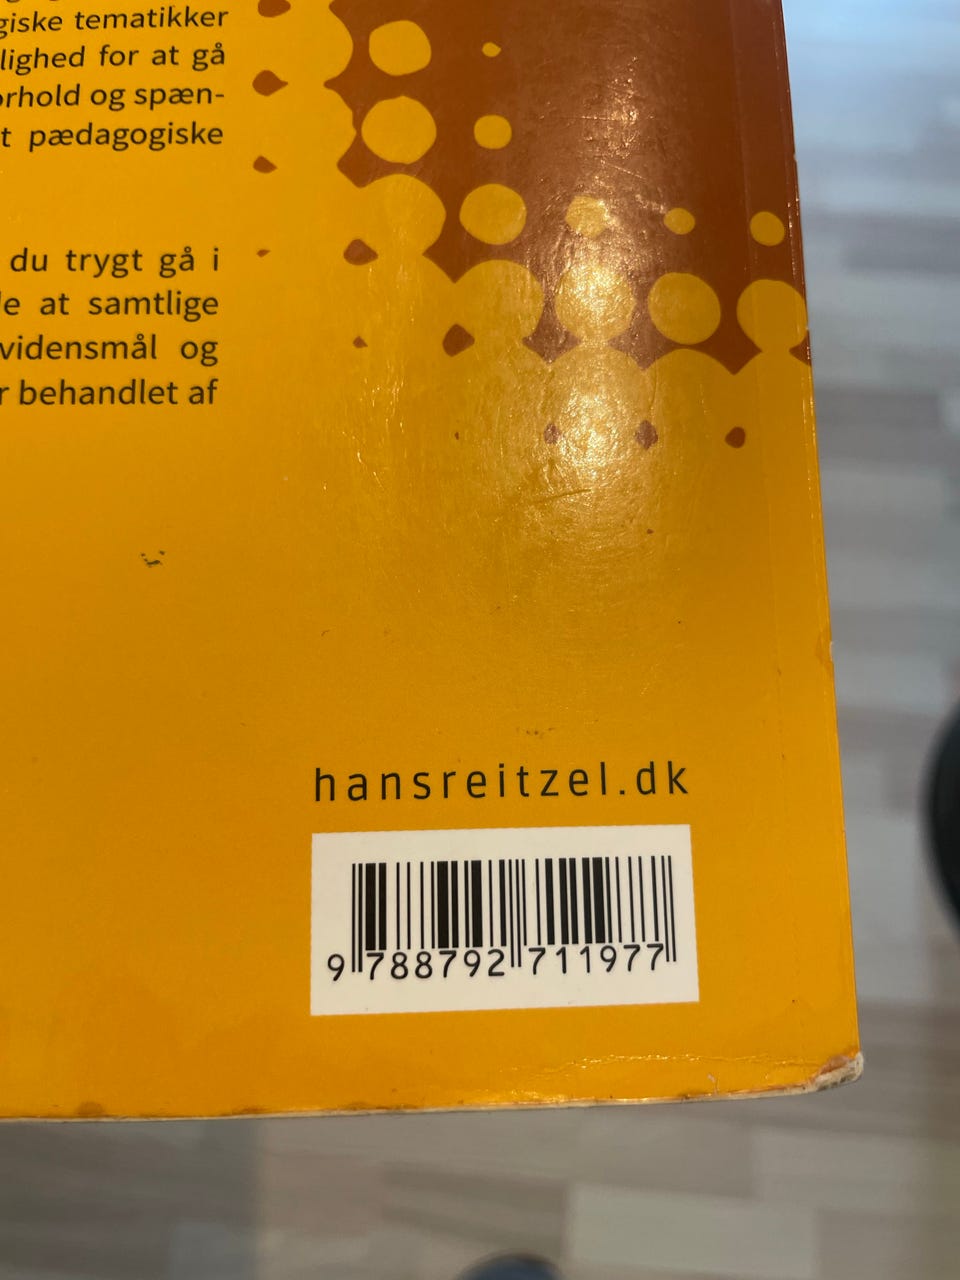 giske tematikker
lighed for at gå
orhold og spæn-
t pædagogiske
du trygt gå i
le at samtlige
vidensmål og
r behandlet af
hansreitzel.dk
9 788792 711977